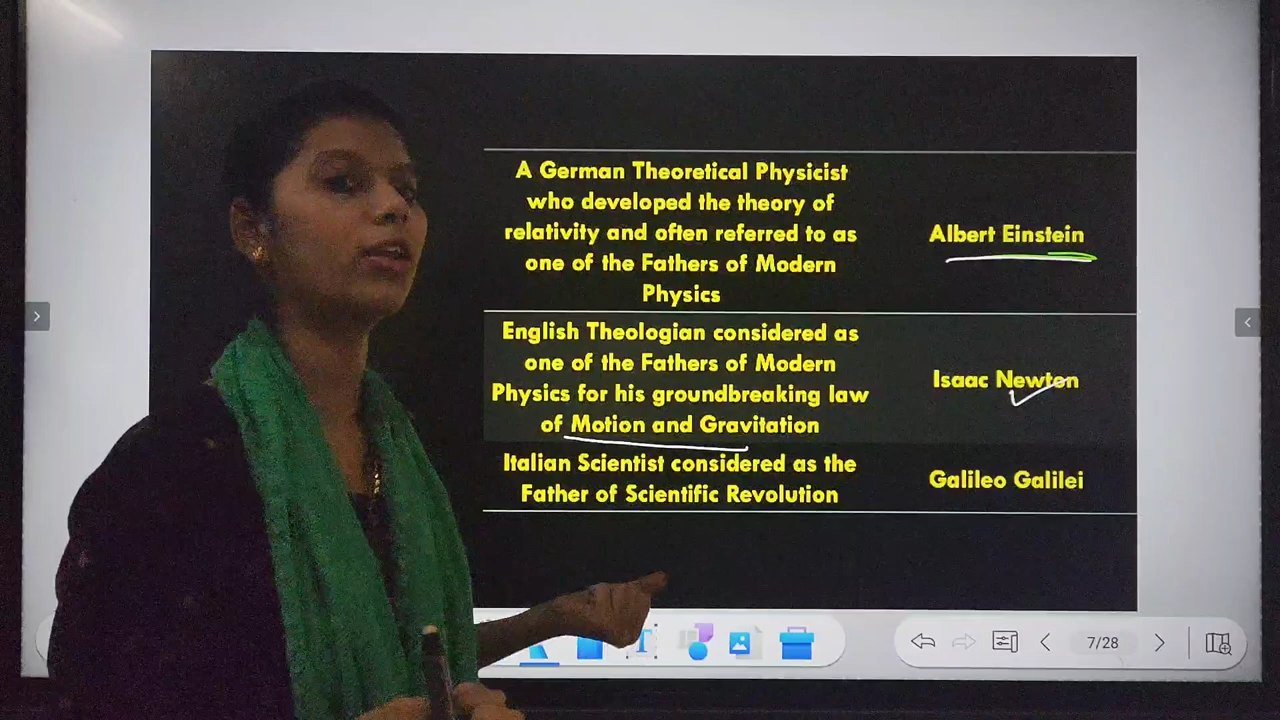 A German Theoretical Physicist
who developed the theory of
relativity and often referred to as
one of the Fathers of Modern
Physics
Albert Einstein
English Theologian considered as
one of the Fathers of Modern
Physics for his groundbreaking law
of Motion and Gravitation
Isaac Newton
Italian Scientist considered as the
Father of Scientific Revolution
Galileo Galilei
7/28